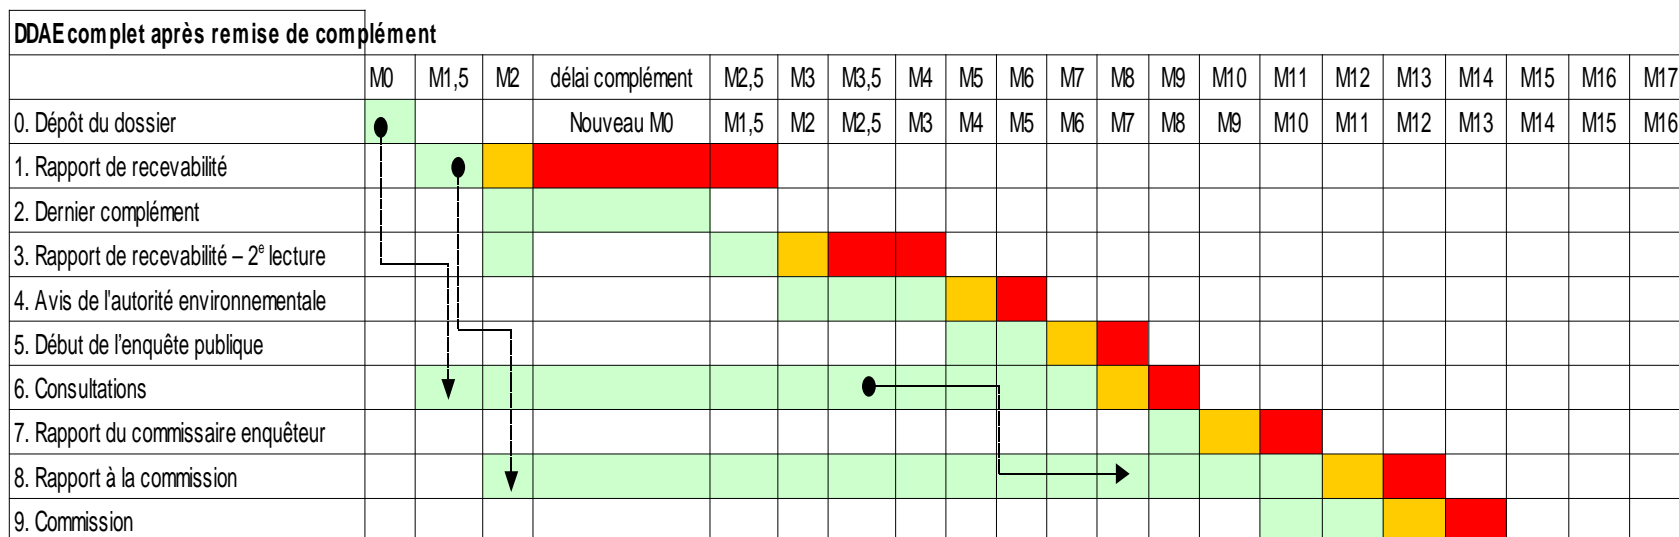 DDAE complet après remise de complément
M0 M1,5 M2 délai complément M2,5 M3 M3,5 M4 M5 M6 M7 M8 M9 M10 M11 M12 M13 M14 M15 M16 M17
0. Dépôt du dossier Nouveau M0 M1,5 M2 M2,5 M3 M4 M5 M6 M7 M8 M9 M10 M11 M12 M13 M14 M15 M16
1. Rapport de recevabilité
2. Dernier complément
3. Rapport de recevabilité – 2e lecture
4. Avis de l'autorité environnementale
5. Début de l'enquête publique
6. Consultations
7. Rapport du commissaire enquêteur
8. Rapport à la commission
9. Commission